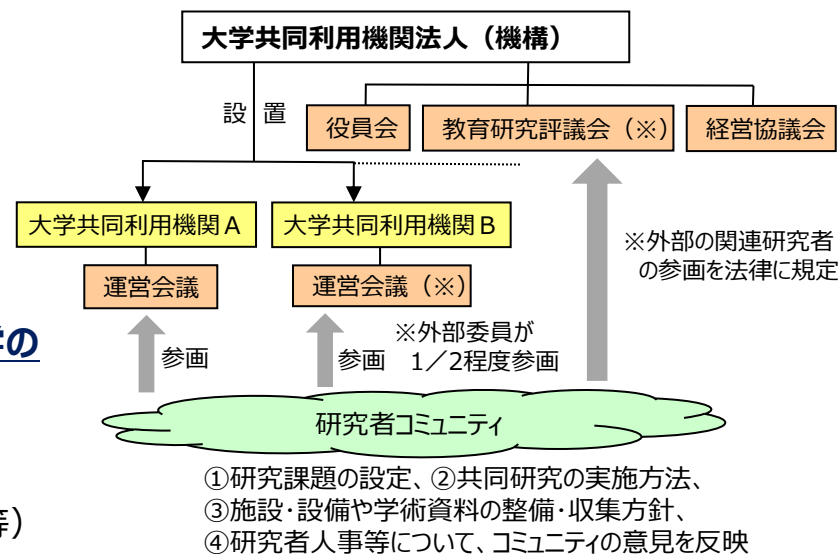 大学共同利用機関法人（機構）
設 置
役員会
教育研究評議会（※）
経営協議会
大学共同利用機関Ａ
大学共同利用機関Ｂ
※外部の関連研究者
の参画を法律に規定
運営会議
運営会議（※）
参画
参画
※外部委員が
１／2程度参画
の
研究者コミュニティ
①研究課題の設定、②共同研究の実施方法、
③施設・設備や学術資料の整備・収集方針、
等）
④研究者人事等について、コミュニティの意見を反映